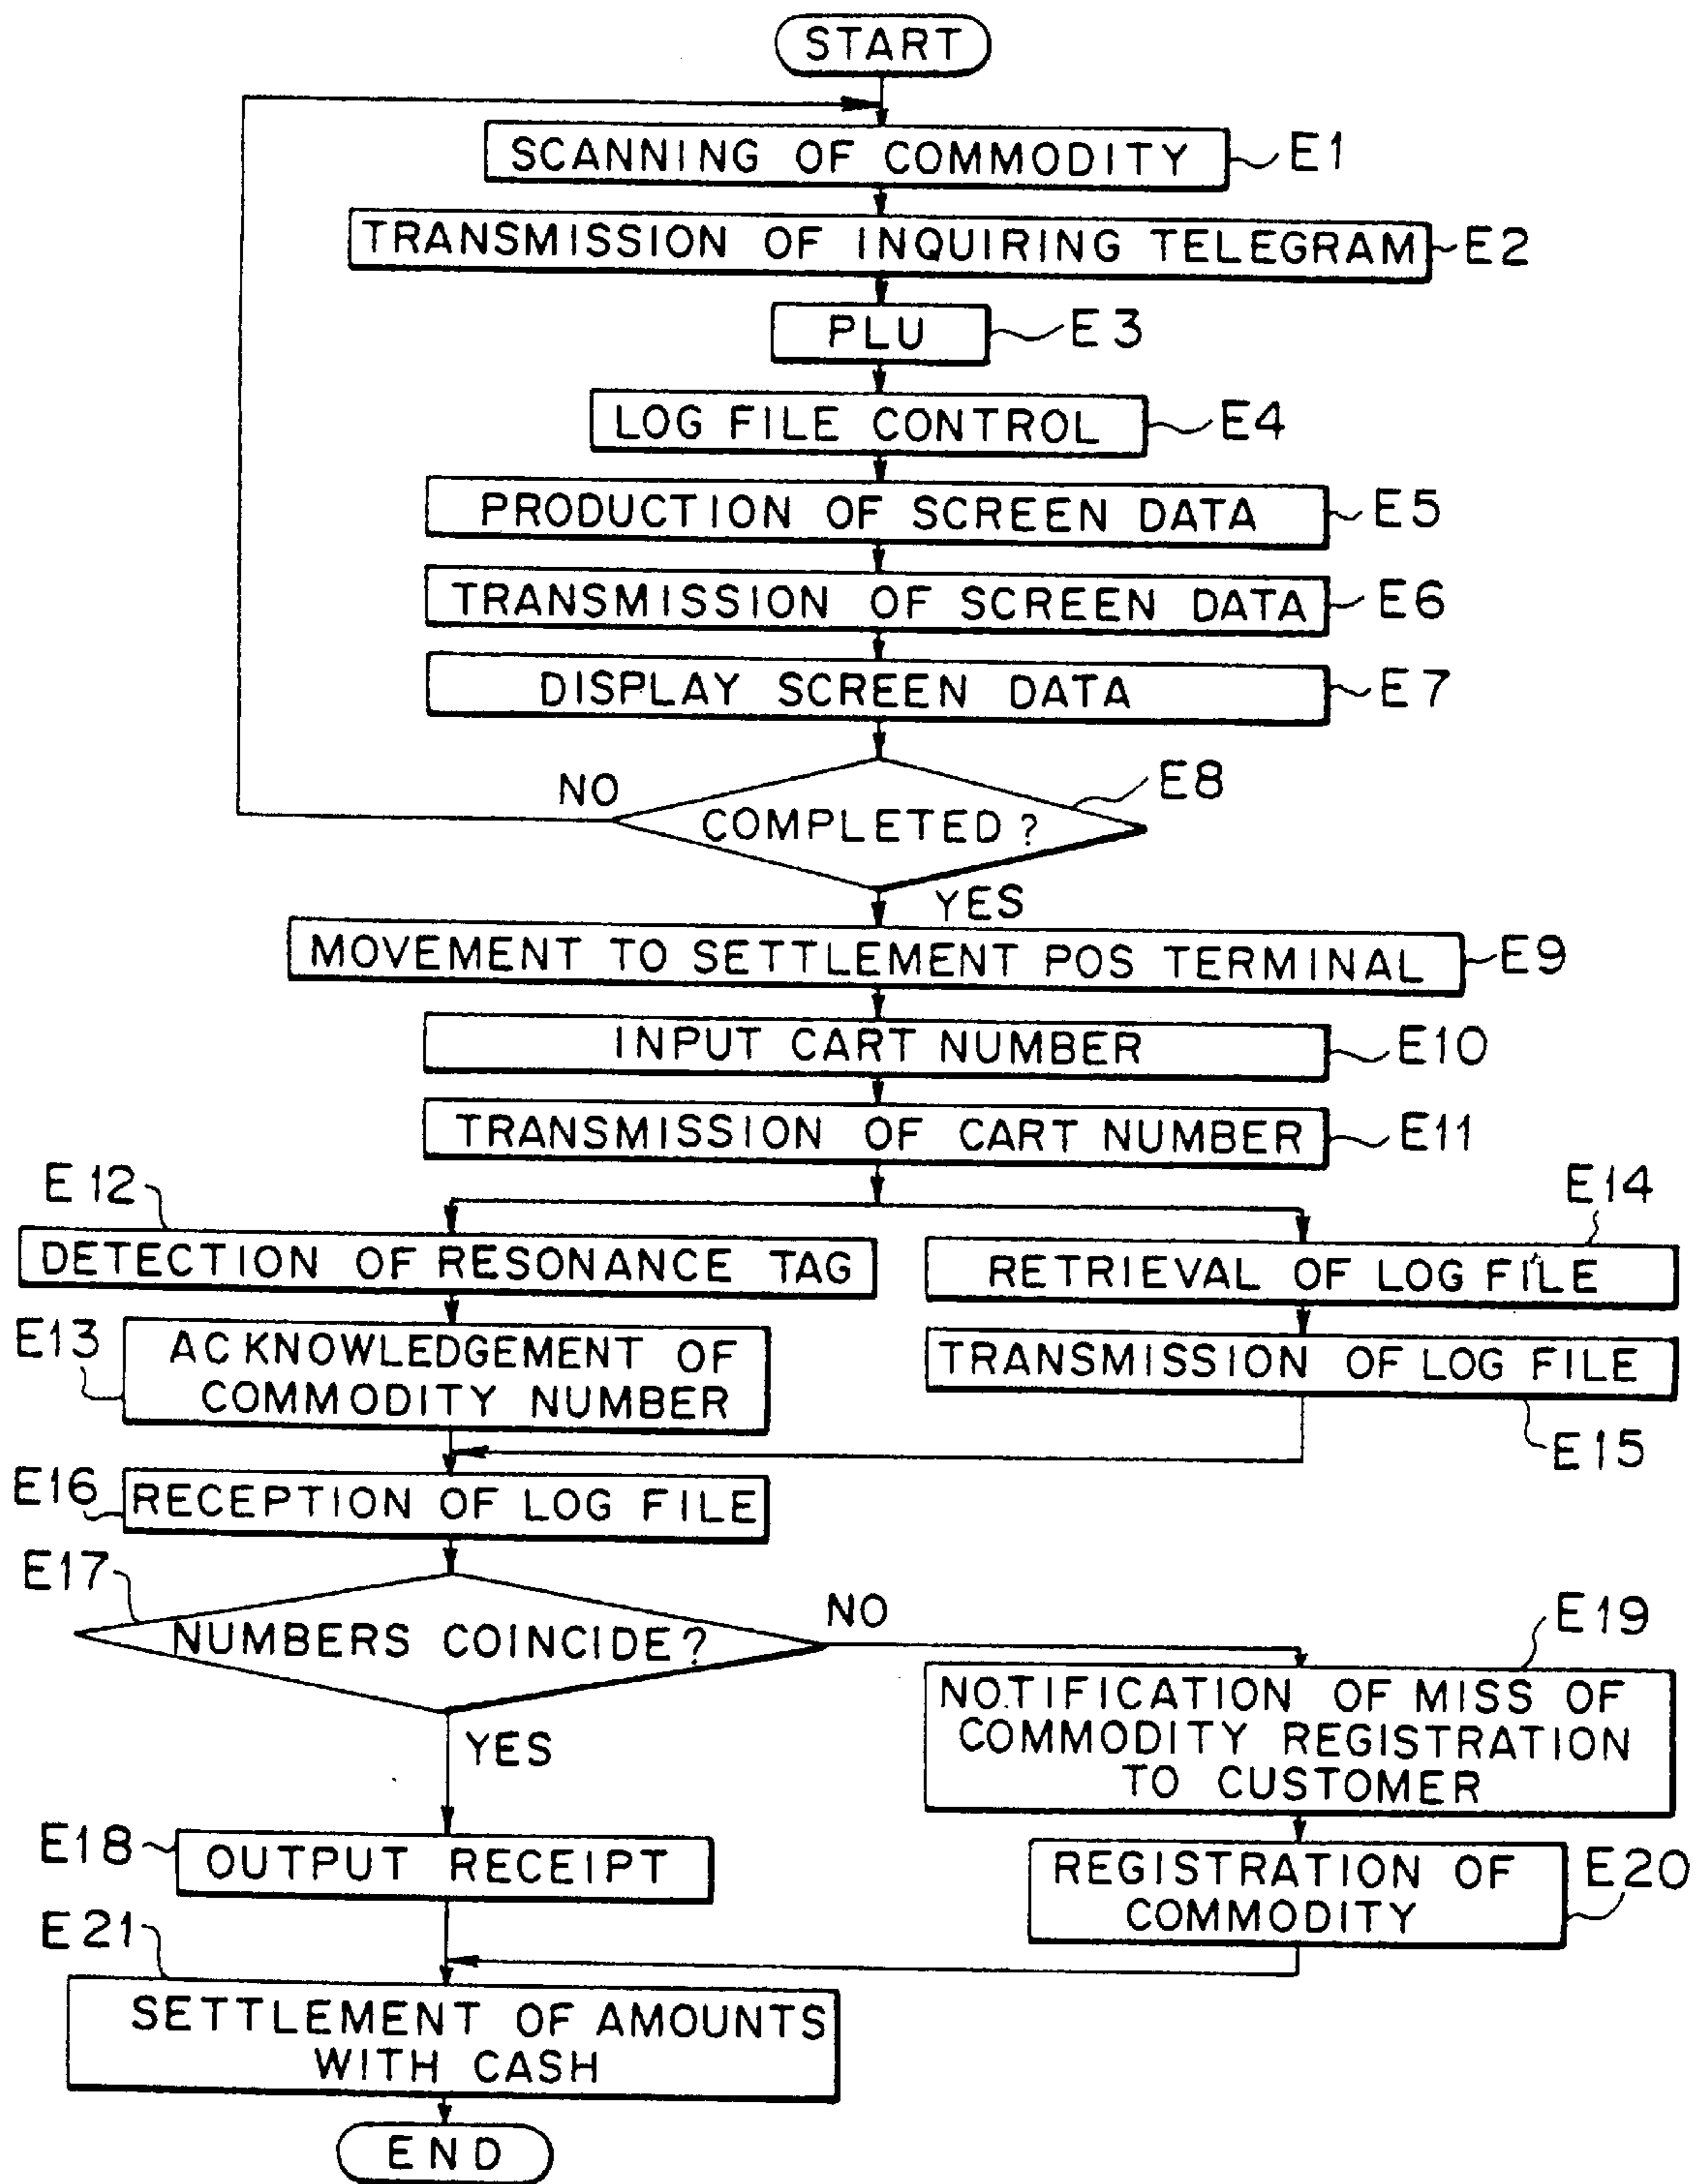 START
SCANNING OF COMMODITY E1
TRANSMISSION OF INQUIRING TELEGRAM E2
PLU E3
LOG FILE CONTROL E4
PRODUCTION OF SCREEN DATA E5
TRANSMISSION OF SCREEN DATA E6
DISPLAY SCREEN DATA E7
NO
COMPLETED? E8
YES
MOVEMENT TO SETTLEMENT POS TERMINAL E9
INPUT CART NUMBER E10
TRANSMISSION OF CART NUMBER E11
E12
DETECTION OF RESONANCE TAG
E14
RETRIEVAL OF LOG FILE
E13
ACKNOWLEDGEMENT OF
COMMODITY NUMBER
TRANSMISSION OF LOG FILE
E15
E16
RECEPTION OF LOG FILE
E17
NUMBERS COINCIDE?
NO
YES
E19
NOTIFICATION OF MISS OF
COMMODITY REGISTRATION
TO CUSTOMER
E18
OUTPUT RECEIPT
REGISTRATION OF
COMMODITY
E20
E21
SETTLEMENT OF AMOUNTS
WITH CASH
END